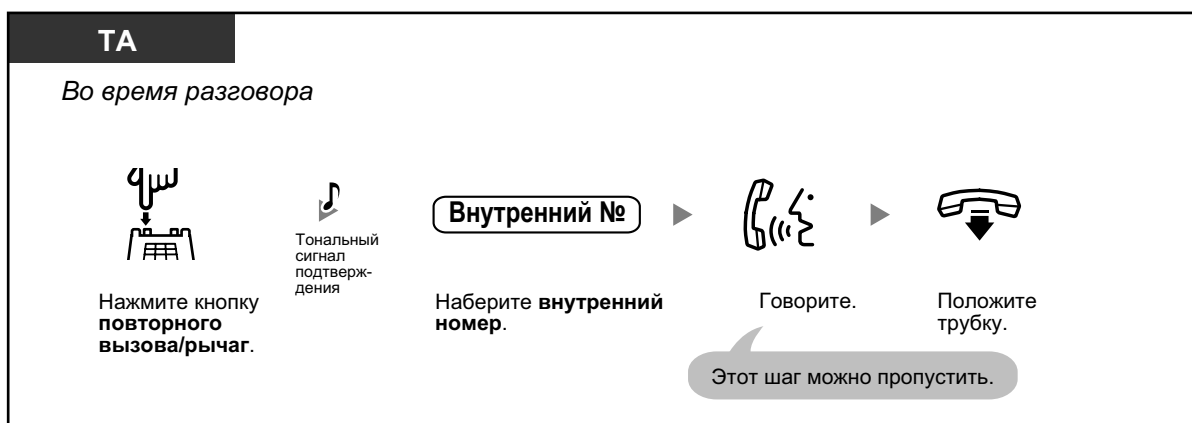 ТА
Во время разговора
Тональный
сигнал
подтверж-
дения
Внутренний №
Нажмите кнопку
повторного
вызова/рычаг.
Наберите внутренний
номер.
Говорите.
Положите
трубку.
Этот шаг можно пропустить.